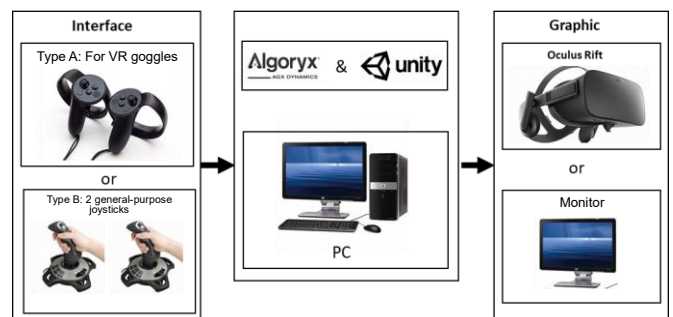 Interface
Type A: For VR goggles
or
Type B: 2 general-purpose
joysticks
Algoryx
AGX DYNAMICS
&
unity
PC
Graphic
Oculus Rift
or
Monitor